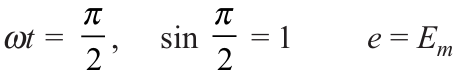 ωt = π/2, sin π/2 = 1 e = E_m